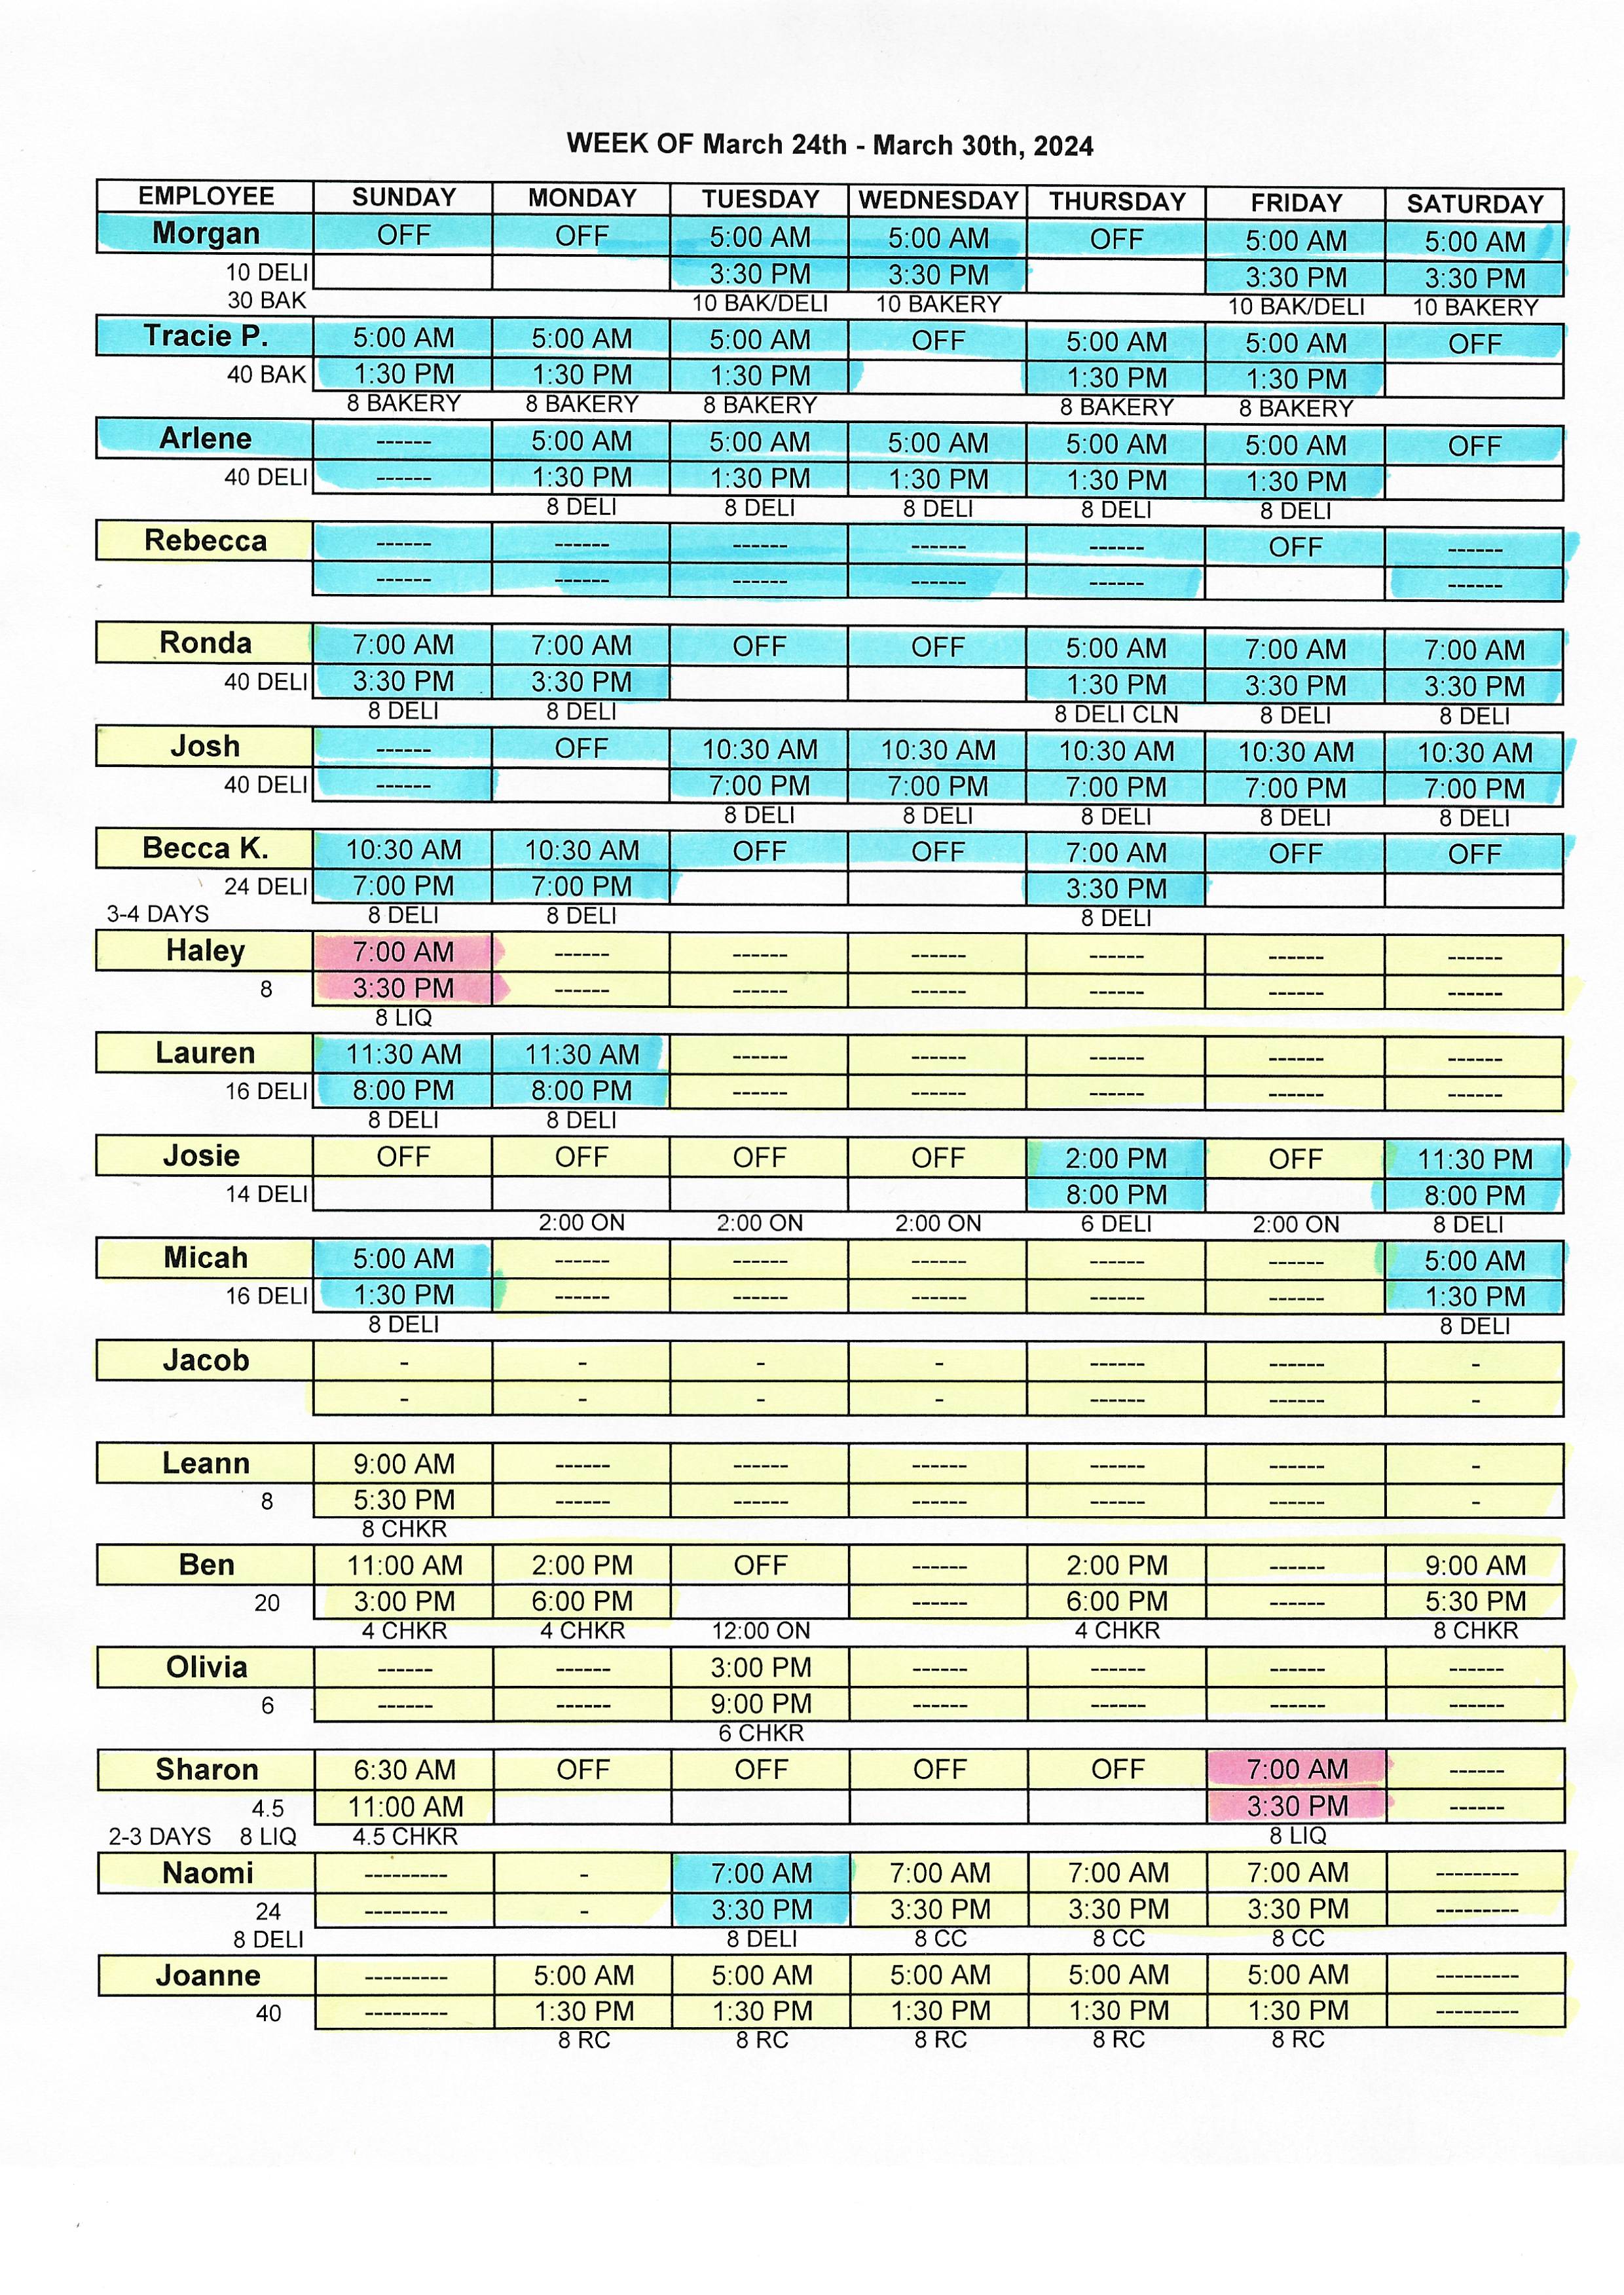 WEEK OF March 24th - March 30th, 2024
EMPLOYEE SUNDAY MONDAY TUESDAY WEDNESDAY THURSDAY FRIDAY SATURDAY
Morgan OFF OFF 5:00 AM 5:00 AM OFF 5:00 AM 5:00 AM
10 DELI 3:30 PM 3:30 PM 3:30 PM 3:30 PM
30 BAK 10 BAK/DELI 10 BAKERY 10 BAK/DELI 10 BAKERY
Tracie P. 5:00 AM 5:00 AM 5:00 AM OFF 5:00 AM 5:00 AM OFF
40 BAK 1:30 PM 1:30 PM 1:30 PM 1:30 PM 1:30 PM
8 BAKERY 8 BAKERY 8 BAKERY 8 BAKERY 8 BAKERY
Arlene ------ 5:00 AM 5:00 AM 5:00 AM 5:00 AM 5:00 AM OFF
40 DELI ------ 1:30 PM 1:30 PM 1:30 PM 1:30 PM 1:30 PM
8 DELI 8 DELI 8 DELI 8 DELI 8 DELI
Rebecca ------ ------ ------ ------ ------ OFF ------
------ ------ ------ ------ ------ ------
Ronda 7:00 AM 7:00 AM OFF OFF 5:00 AM 7:00 AM 7:00 AM
40 DELI 3:30 PM 3:30 PM 1:30 PM 3:30 PM 3:30 PM
8 DELI 8 DELI 8 DELI CLN 8 DELI 8 DELI
Josh ------ OFF 10:30 AM 10:30 AM 10:30 AM 10:30 AM 10:30 AM
40 DELI ------ 7:00 PM 7:00 PM 7:00 PM 7:00 PM 7:00 PM
8 DELI 8 DELI 8 DELI 8 DELI 8 DELI
Becca K. 10:30 AM 10:30 AM OFF OFF 7:00 AM OFF OFF
24 DELI 7:00 PM 7:00 PM 3:30 PM
3-4 DAYS 8 DELI 8 DELI 8 DELI
Haley 7:00 AM ------ ------ ------ ------ ------ ------
8 3:30 PM ------ ------ ------ ------ ------ ------
8 LIQ
Lauren 11:30 AM 11:30 AM ------ ------ ------ ------ ------
16 DELI 8:00 PM 8:00 PM ------ ------ ------ ------ ------
8 DELI 8 DELI
Josie OFF OFF OFF OFF 2:00 PM OFF 11:30 PM
14 DELI 8:00 PM 8:00 PM
2:00 ON 2:00 ON 2:00 ON 6 DELI 2:00 ON 8 DELI
Micah 5:00 AM ------ ------ ------ ------ ------ 5:00 AM
16 DELI 1:30 PM ------ ------ ------ ------ ------ 1:30 PM
8 DELI 8 DELI
Jacob - - - - ------ ------ -
- - - - ------ ------ -
Leann 9:00 AM ------ ------ ------ ------ ------ -
8 5:30 PM ------ ------ ------ ------ ------ -
8 CHKR
Ben 11:00 AM 2:00 PM OFF ------ 2:00 PM ------ 9:00 AM
20 3:00 PM 6:00 PM ------ 6:00 PM ------ 5:30 PM
4 CHKR 4 CHKR 12:00 ON 4 CHKR 8 CHKR
Olivia ------ ------ 3:00 PM ------ ------ ------ ------
6 ------ ------ 9:00 PM ------ ------ ------ ------
6 CHKR
Sharon 6:30 AM OFF OFF OFF OFF 7:00 AM ------
4.5 11:00 AM 3:30 PM ------
2-3 DAYS 8 LIQ 4.5 CHKR 8 LIQ
Naomi --------- - 7:00 AM 7:00 AM 7:00 AM 7:00 AM ---------
24 --------- - 3:30 PM 3:30 PM 3:30 PM 3:30 PM ---------
8 DELI 8 DELI 8 CC 8 CC 8 CC
Joanne --------- 5:00 AM 5:00 AM 5:00 AM 5:00 AM 5:00 AM ---------
40 --------- 1:30 PM 1:30 PM 1:30 PM 1:30 PM 1:30 PM ---------
8 RC 8 RC 8 RC 8 RC 8 RC